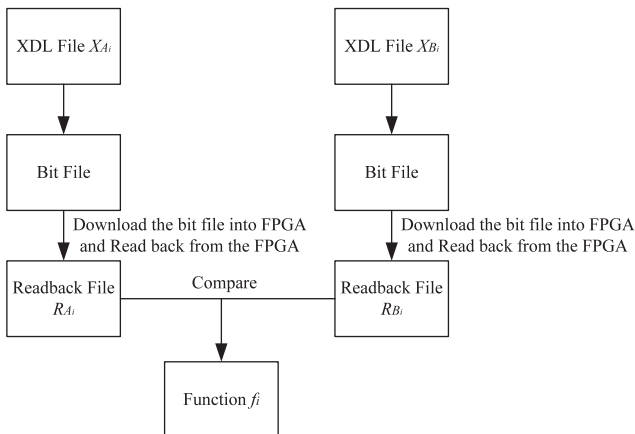 XDL File XAi
XDL File XBi
Bit File
Bit File
Download the bit file into FPGA
and Read back from the FPGA
Download the bit file into FPGA
and Read back from the FPGA
Readback File
RAi
Compare
Readback File
RBi
Function fi